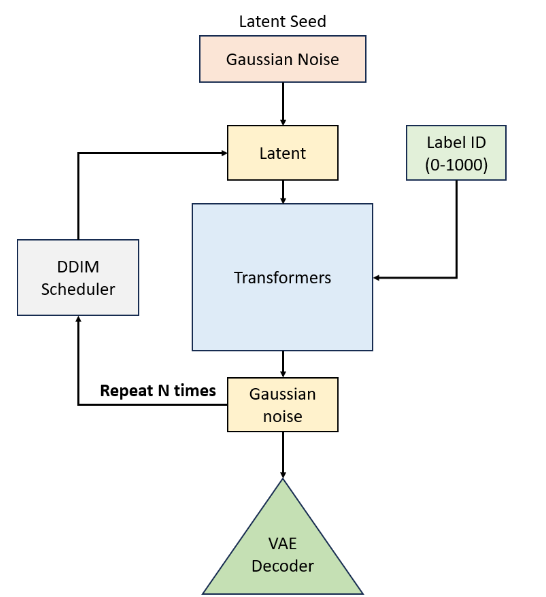 Latent Seed
Gaussian Noise
Latent
Label ID
(0-1000)
Transformers
DDIM
Scheduler
Repeat N times
Gaussian
noise
VAE
Decoder